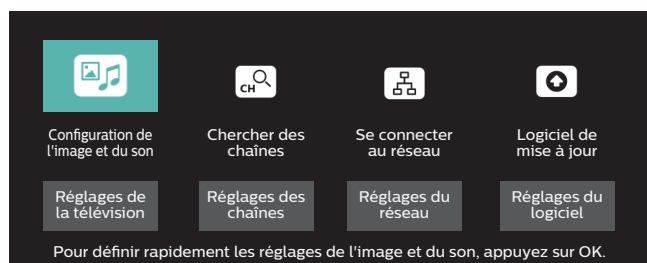 CH
Configuration de
l'image et du son
Chercher des
chaînes
Se connecter
au réseau
Logiciel de
mise à jour
Réglages de
la télévision
Réglages des
chaînes
Réglages du
réseau
Réglages du
logiciel
Pour définir rapidement les réglages de l'image et du son, appuyez sur OK.